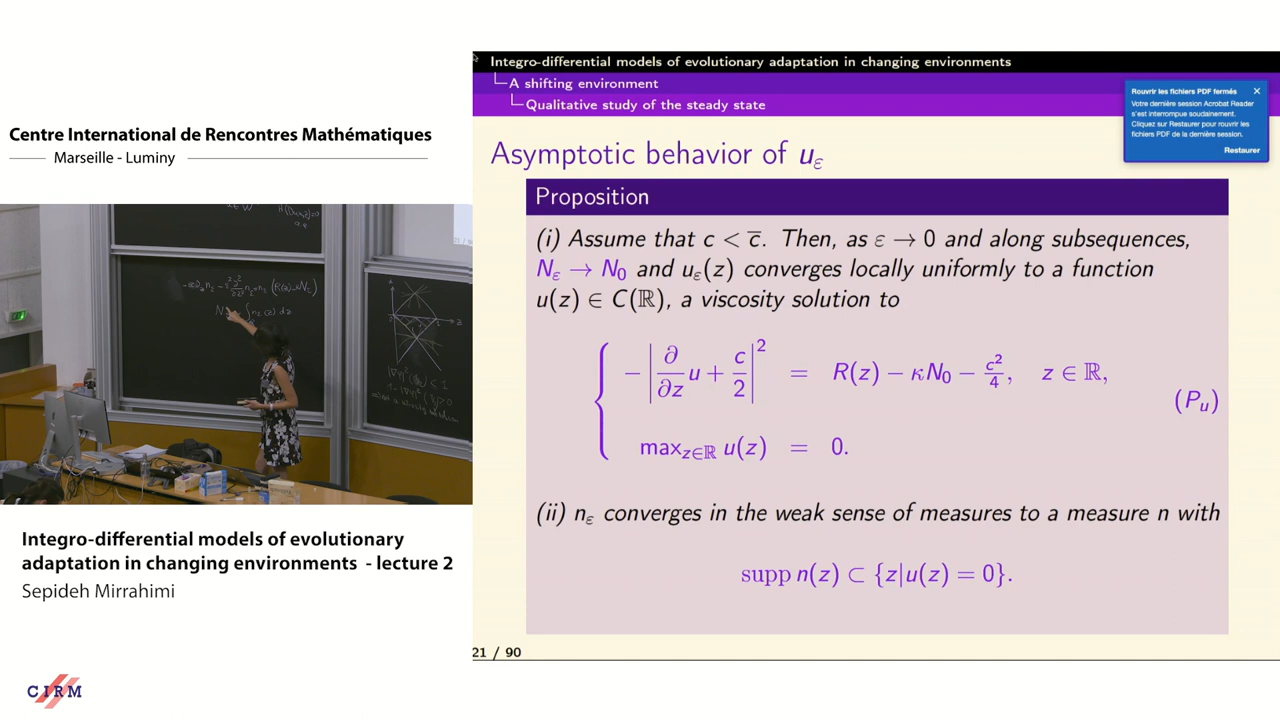 Centre International de Rencontres Mathématiques
Marseille - Luminy
Integro-differential models of evolutionary
adaptation in changing environments - lecture 2
Sepideh Mirrahimi
CIRM
Integro-differential models of evolutionary adaptation in changing environments
A shifting environment
Qualitative study of the steady state
Rouvrir les fichiers PDF fermés
Votre dernière session Acrobat Reader
s'est interrompue soudainement.
Cliquez sur Restaurer pour rouvrir les
fichiers PDF de la dernière session.
Restaurer
Asymptotic behavior of u_ε
Proposition
(i) Assume that c < c̅. Then, as ε → 0 and along subsequences,
N_ε → N_0 and u_ε(z) converges locally uniformly to a function
u(z) ∈ C(ℝ), a viscosity solution to
−|∂/∂z u + c/2|² = R(z) − κN_0 − c²/4, z ∈ ℝ,
(P_u)
max_{z∈ℝ} u(z) = 0.
(ii) n_ε converges in the weak sense of measures to a measure n with
supp n(z) ⊂ {z|u(z) = 0}.
21 / 90